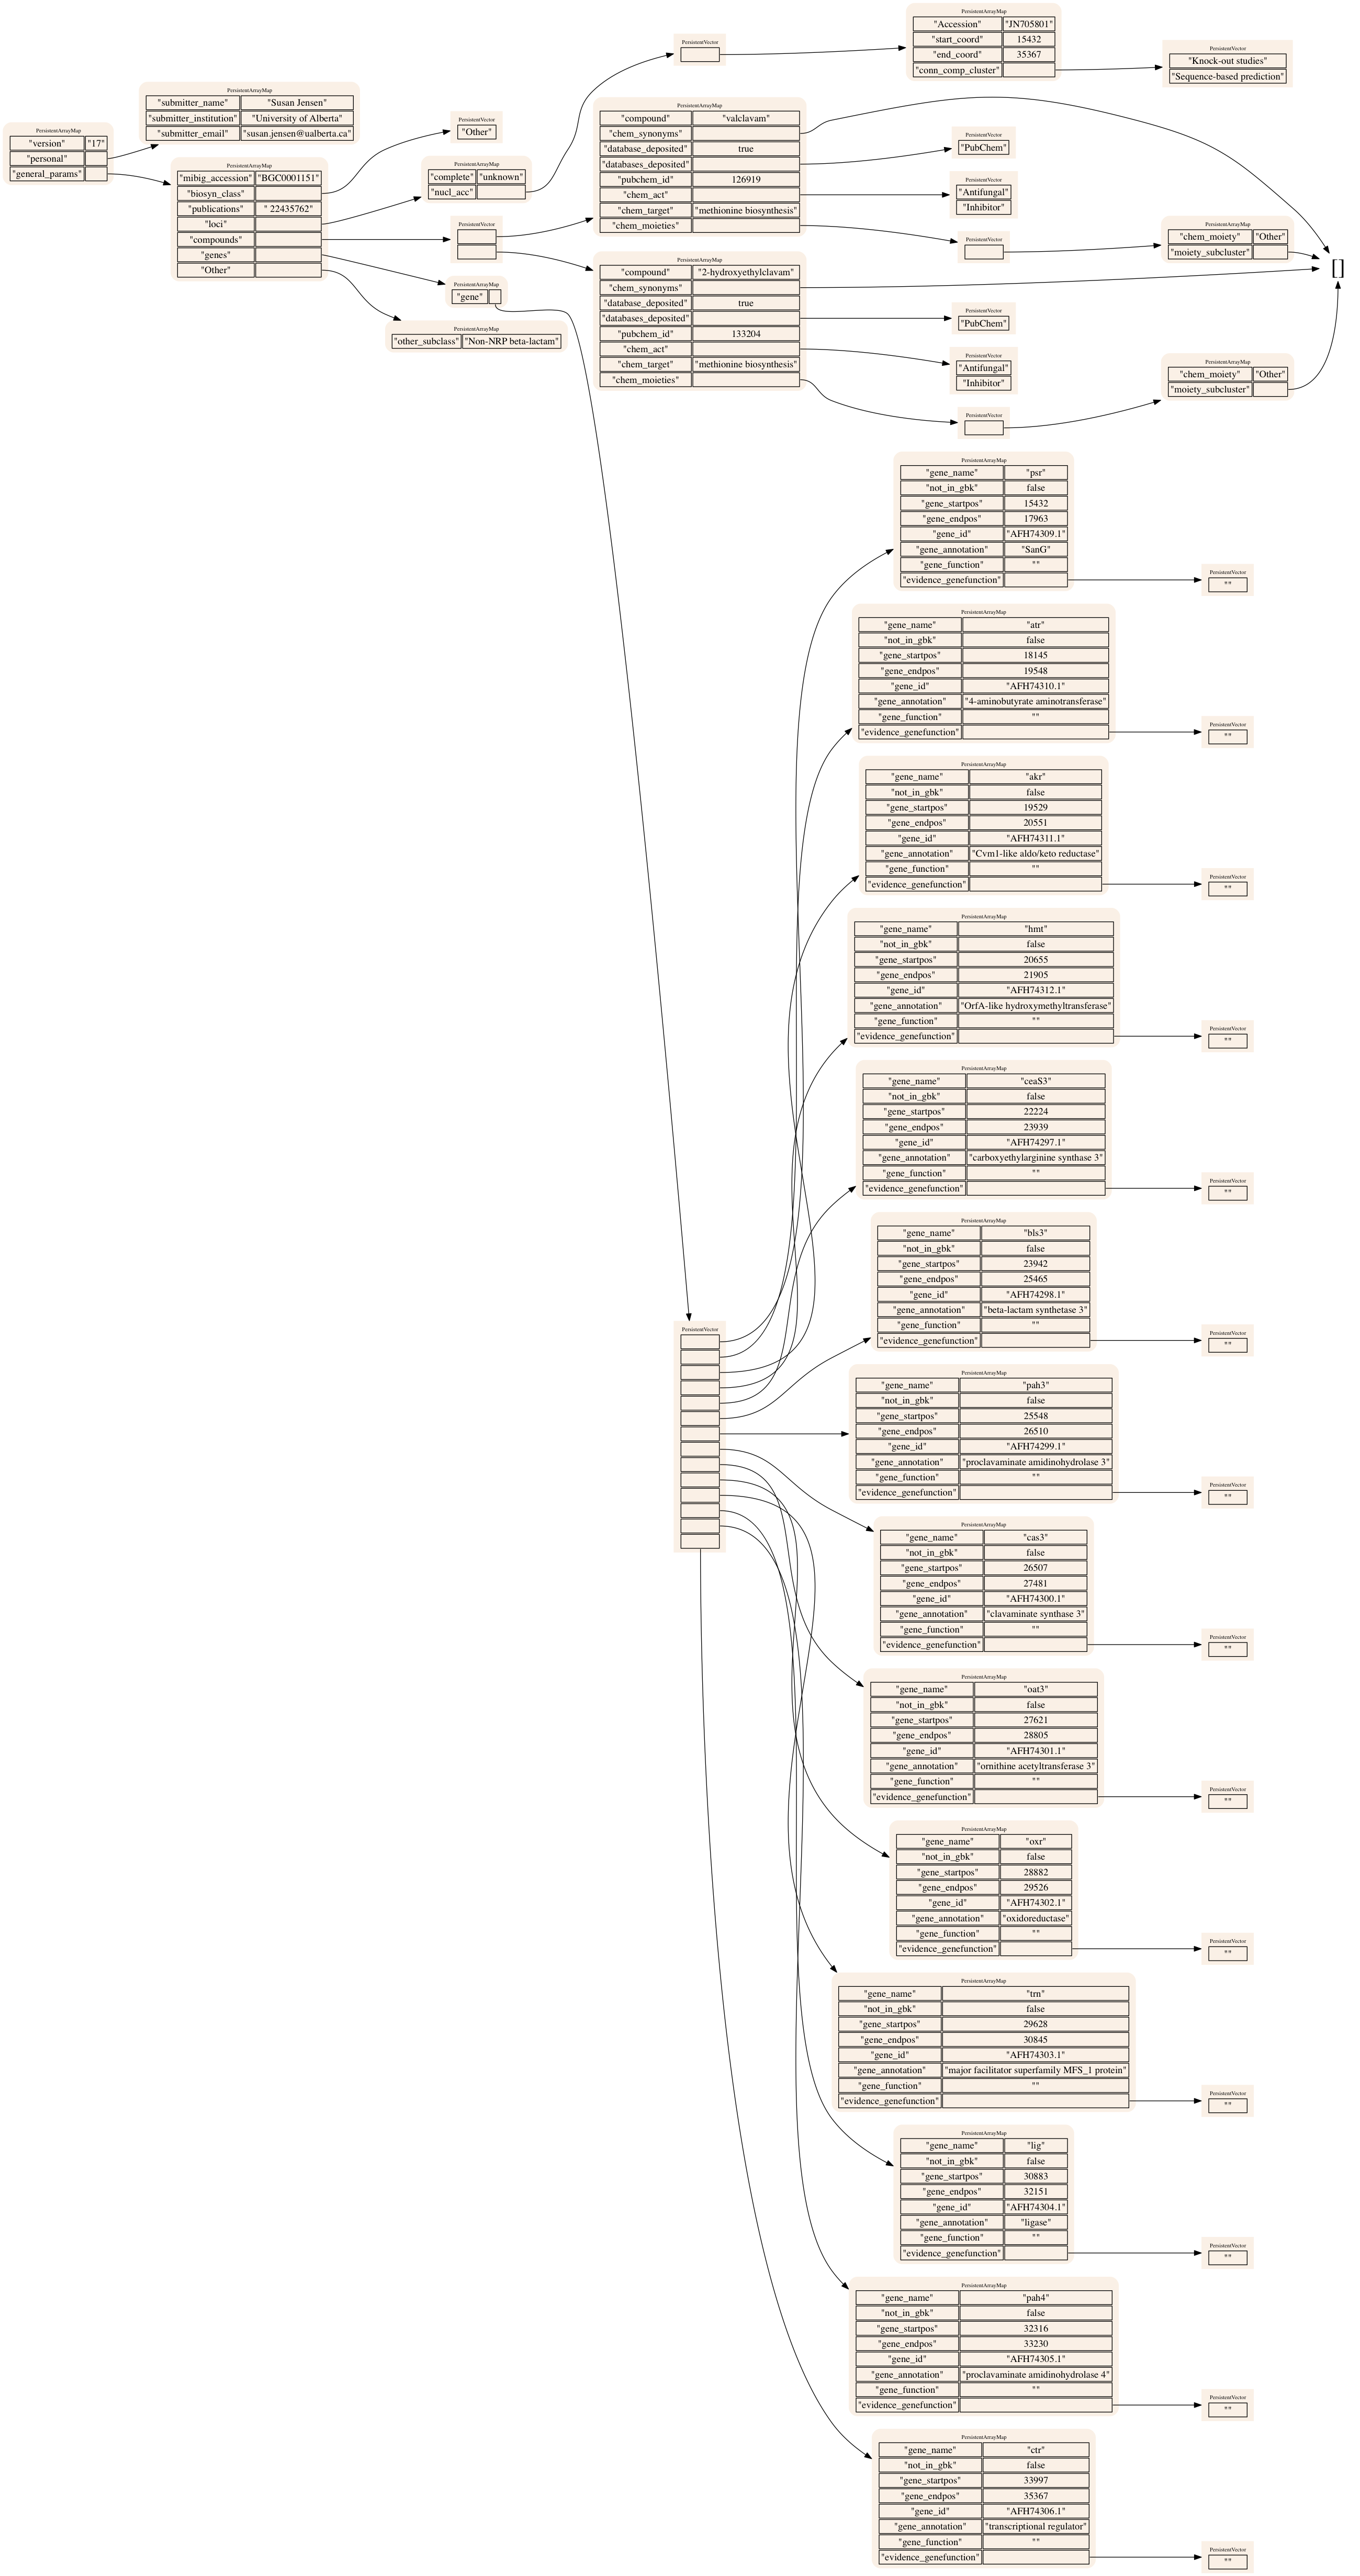 PersistentArrayMap
"version" "17"
"personal"
"general_params"
PersistentArrayMap
"submitter_name" "Susan Jensen"
"submitter_institution" "University of Alberta"
"submitter_email" "susan.jensen@ualberta.ca"
PersistentArrayMap
"mibig_accession" "BGC0001151"
"biosyn_class"
"publications" " 22435762"
"loci"
"compounds"
"genes"
"Other"
PersistentVector
"Other"
PersistentArrayMap
"complete" "unknown"
"nucl_acc"
PersistentVector
PersistentArrayMap
"Accession" "JN705801"
"start_coord" 15432
"end_coord" 35367
"conn_comp_cluster"
PersistentVector
"Knock-out studies"
"Sequence-based prediction"
PersistentVector
PersistentArrayMap
"compound" "valclavam"
"chem_synonyms"
"database_deposited" true
"databases_deposited"
"pubchem_id" 126919
"chem_act"
"chem_target" "methionine biosynthesis"
"chem_moieties"
PersistentVector
"PubChem"
PersistentVector
"Antifungal"
"Inhibitor"
PersistentVector
PersistentArrayMap
"chem_moiety" "Other"
"moiety_subcluster"
[]
PersistentArrayMap
"compound" "2-hydroxyethylclavam"
"chem_synonyms"
"database_deposited" true
"databases_deposited"
"pubchem_id" 133204
"chem_act"
"chem_target" "methionine biosynthesis"
"chem_moieties"
PersistentVector
"PubChem"
PersistentVector
"Antifungal"
"Inhibitor"
PersistentVector
PersistentArrayMap
"chem_moiety" "Other"
"moiety_subcluster"
PersistentArrayMap
"gene"
PersistentArrayMap
"other_subclass" "Non-NRP beta-lactam"
PersistentVector
PersistentArrayMap
"gene_name" "psr"
"not_in_gbk" false
"gene_startpos" 15432
"gene_endpos" 17963
"gene_id" "AFH74309.1"
"gene_annotation" "SanG"
"gene_function" ""
"evidence_genefunction"
PersistentVector
""
PersistentArrayMap
"gene_name" "atr"
"not_in_gbk" false
"gene_startpos" 18145
"gene_endpos" 19548
"gene_id" "AFH74310.1"
"gene_annotation" "4-aminobutyrate aminotransferase"
"gene_function" ""
"evidence_genefunction"
PersistentVector
""
PersistentArrayMap
"gene_name" "akr"
"not_in_gbk" false
"gene_startpos" 19529
"gene_endpos" 20551
"gene_id" "AFH74311.1"
"gene_annotation" "Cvm1-like aldo/keto reductase"
"gene_function" ""
"evidence_genefunction"
PersistentVector
""
PersistentArrayMap
"gene_name" "hmt"
"not_in_gbk" false
"gene_startpos" 20655
"gene_endpos" 21905
"gene_id" "AFH74312.1"
"gene_annotation" "OrfA-like hydroxymethyltransferase"
"gene_function" ""
"evidence_genefunction"
PersistentVector
""
PersistentArrayMap
"gene_name" "ceaS3"
"not_in_gbk" false
"gene_startpos" 22224
"gene_endpos" 23939
"gene_id" "AFH74297.1"
"gene_annotation" "carboxyethylarginine synthase 3"
"gene_function" ""
"evidence_genefunction"
PersistentVector
""
PersistentArrayMap
"gene_name" "bls3"
"not_in_gbk" false
"gene_startpos" 23942
"gene_endpos" 25465
"gene_id" "AFH74298.1"
"gene_annotation" "beta-lactam synthetase 3"
"gene_function" ""
"evidence_genefunction"
PersistentVector
""
PersistentArrayMap
"gene_name" "pah3"
"not_in_gbk" false
"gene_startpos" 25548
"gene_endpos" 26510
"gene_id" "AFH74299.1"
"gene_annotation" "proclavaminate amidinohydrolase 3"
"gene_function" ""
"evidence_genefunction"
PersistentVector
""
PersistentArrayMap
"gene_name" "cas3"
"not_in_gbk" false
"gene_startpos" 26507
"gene_endpos" 27481
"gene_id" "AFH74300.1"
"gene_annotation" "clavaminate synthase 3"
"gene_function" ""
"evidence_genefunction"
PersistentVector
""
PersistentArrayMap
"gene_name" "oat3"
"not_in_gbk" false
"gene_startpos" 27621
"gene_endpos" 28805
"gene_id" "AFH74301.1"
"gene_annotation" "ornithine acetyltransferase 3"
"gene_function" ""
"evidence_genefunction"
PersistentVector
""
PersistentArrayMap
"gene_name" "oxr"
"not_in_gbk" false
"gene_startpos" 28882
"gene_endpos" 29526
"gene_id" "AFH74302.1"
"gene_annotation" "oxidoreductase"
"gene_function" ""
"evidence_genefunction"
PersistentVector
""
PersistentArrayMap
"gene_name" "trn"
"not_in_gbk" false
"gene_startpos" 29628
"gene_endpos" 30845
"gene_id" "AFH74303.1"
"gene_annotation" "major facilitator superfamily MFS_1 protein"
"gene_function" ""
"evidence_genefunction"
PersistentVector
""
PersistentArrayMap
"gene_name" "lig"
"not_in_gbk" false
"gene_startpos" 30883
"gene_endpos" 32151
"gene_id" "AFH74304.1"
"gene_annotation" "ligase"
"gene_function" ""
"evidence_genefunction"
PersistentVector
""
PersistentArrayMap
"gene_name" "pah4"
"not_in_gbk" false
"gene_startpos" 32316
"gene_endpos" 33230
"gene_id" "AFH74305.1"
"gene_annotation" "proclavaminate amidinohydrolase 4"
"gene_function" ""
"evidence_genefunction"
PersistentVector
""
PersistentArrayMap
"gene_name" "ctr"
"not_in_gbk" false
"gene_startpos" 33997
"gene_endpos" 35367
"gene_id" "AFH74306.1"
"gene_annotation" "transcriptional regulator"
"gene_function" ""
"evidence_genefunction"
PersistentVector
""